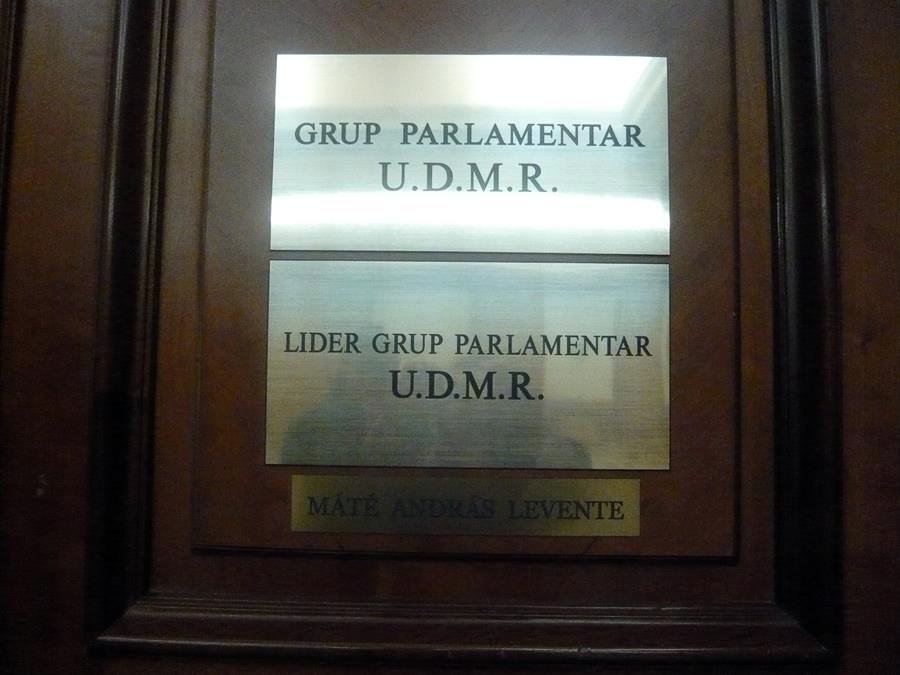 GRUP PARLAMENTAR
U.D.M.R.
LIDER GRUP PARLAMENTAR
U.D.M.R.
MÁTÉ ANDRÁS LEVENTE